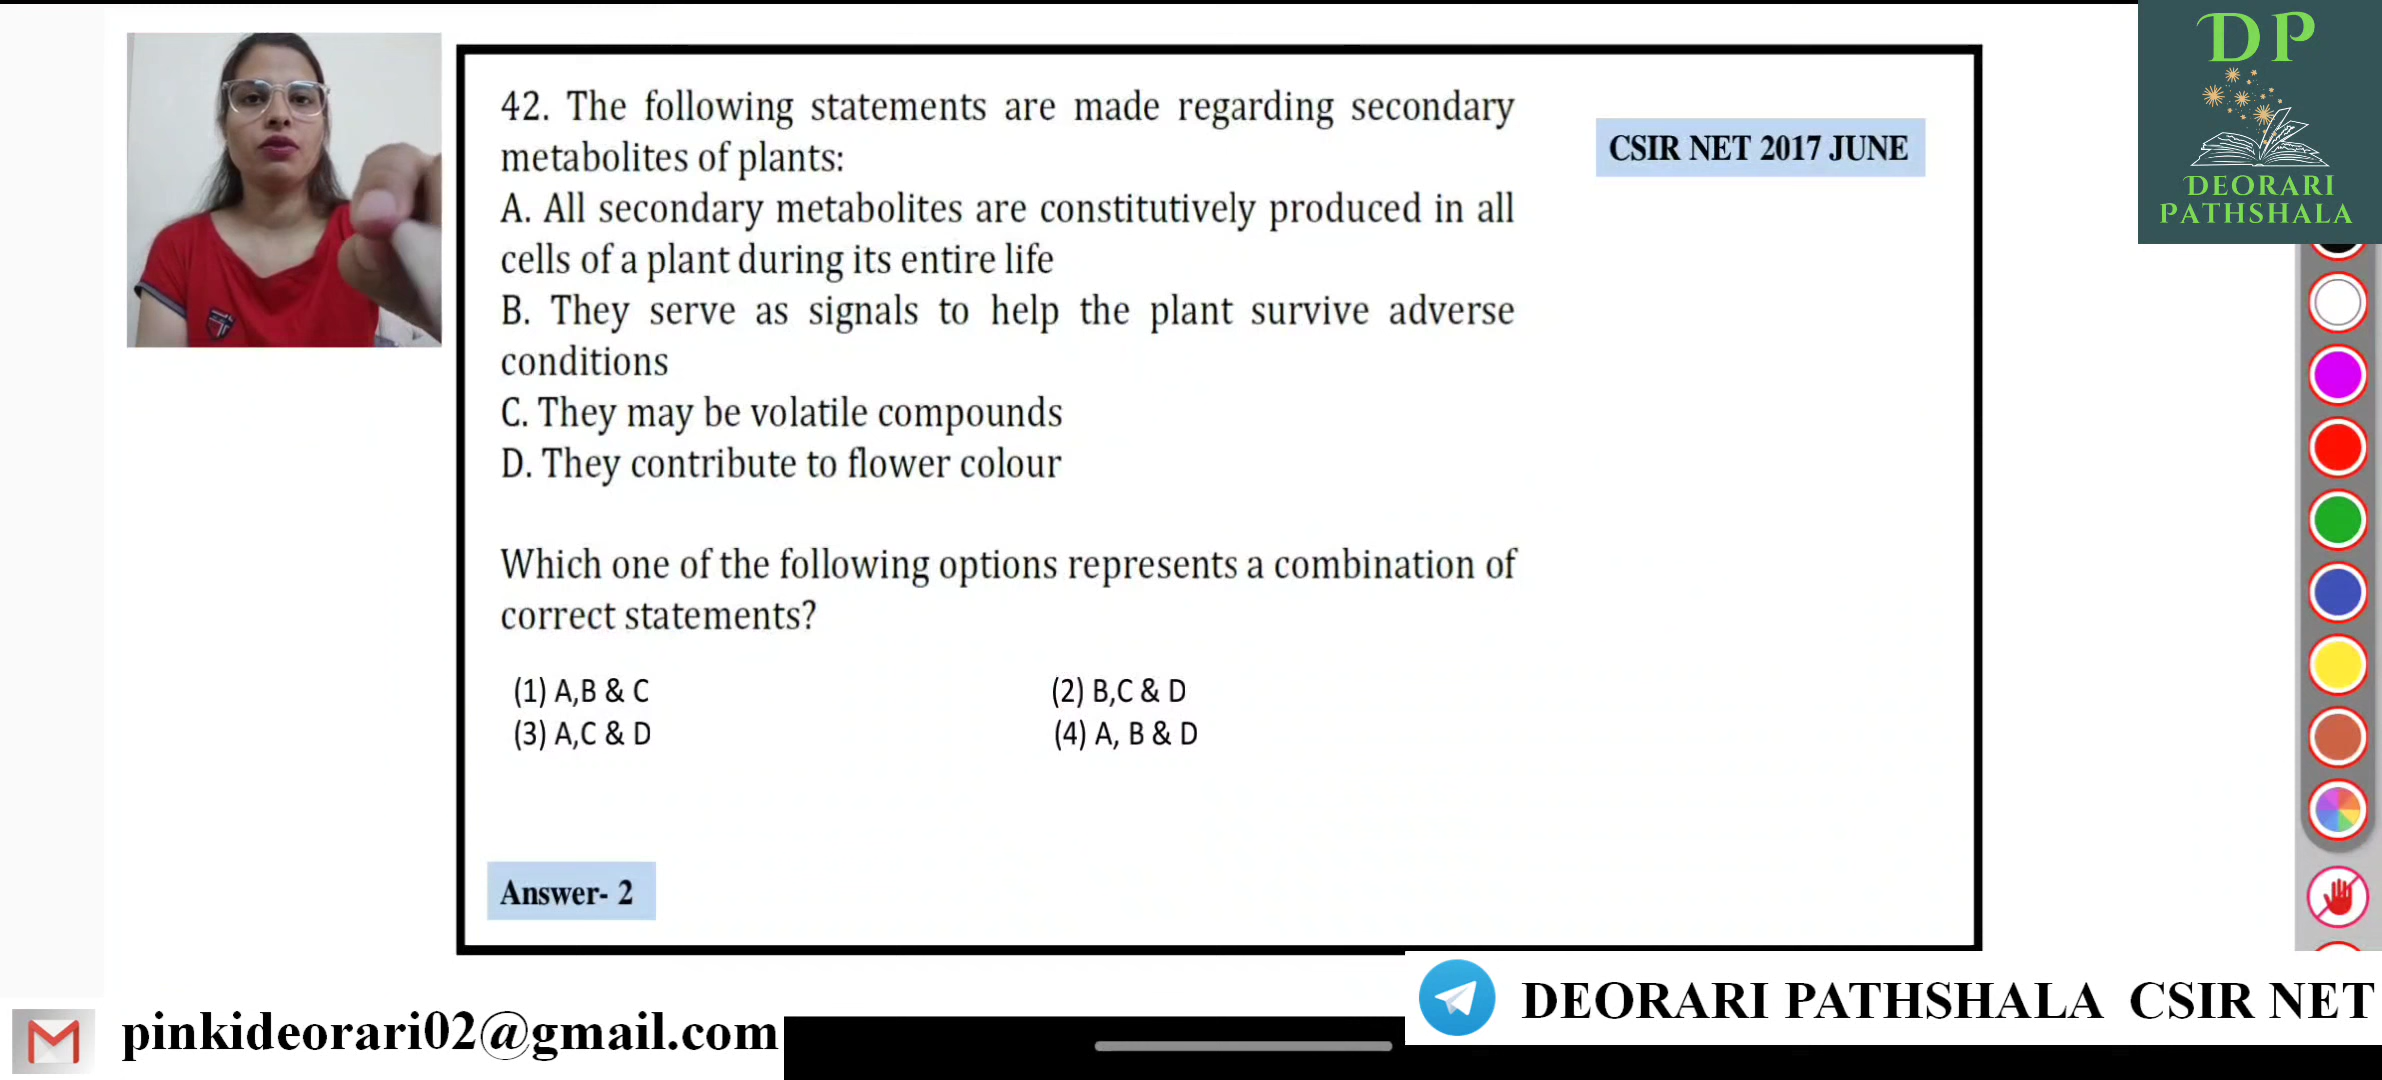 42. The following statements are made regarding secondary
metabolites of plants:
A. All secondary metabolites are constitutively produced in all
cells of a plant during its entire life
B. They serve as signals to help the plant survive adverse
conditions
C. They may be volatile compounds
D. They contribute to flower colour
Which one of the following options represents a combination of
correct statements?
(1) A,B & C
(2) B,C & D
(3) A,C & D
(4) A, B & D
Answer- 2
CSIR NET 2017 JUNE
DP
DEORARI
PATHSHALA
pinkideorari02@gmail.com
DEORARI PATHSHALA CSIR NET